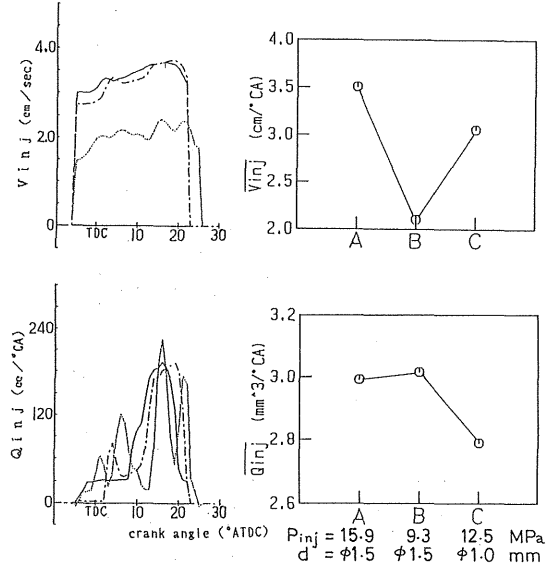 Vinj (cm/sec)
4.0
2.0
0
TDC 10 20 30
Vinj (cm/°CA)
4.0
3.5
3.0
2.5
2.0
A B C
Qinj (cc/°CA)
240
120
0
TDC 10 20 30
crank angle (°ATDC)
Qinj (mm^3/°CA)
3.2
3.0
2.8
2.6
A B C
Pinj = 15.9 9.3 12.5 MPa
d = φ1.5 φ1.5 φ1.0 mm